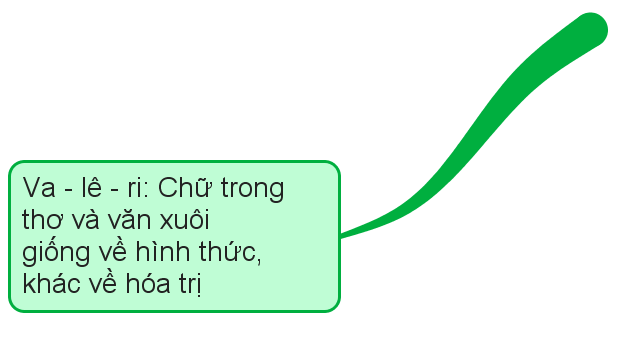 Va - lê - ri: Chữ trong
thơ và văn xuôi
giống về hình thức,
khác về hóa trị